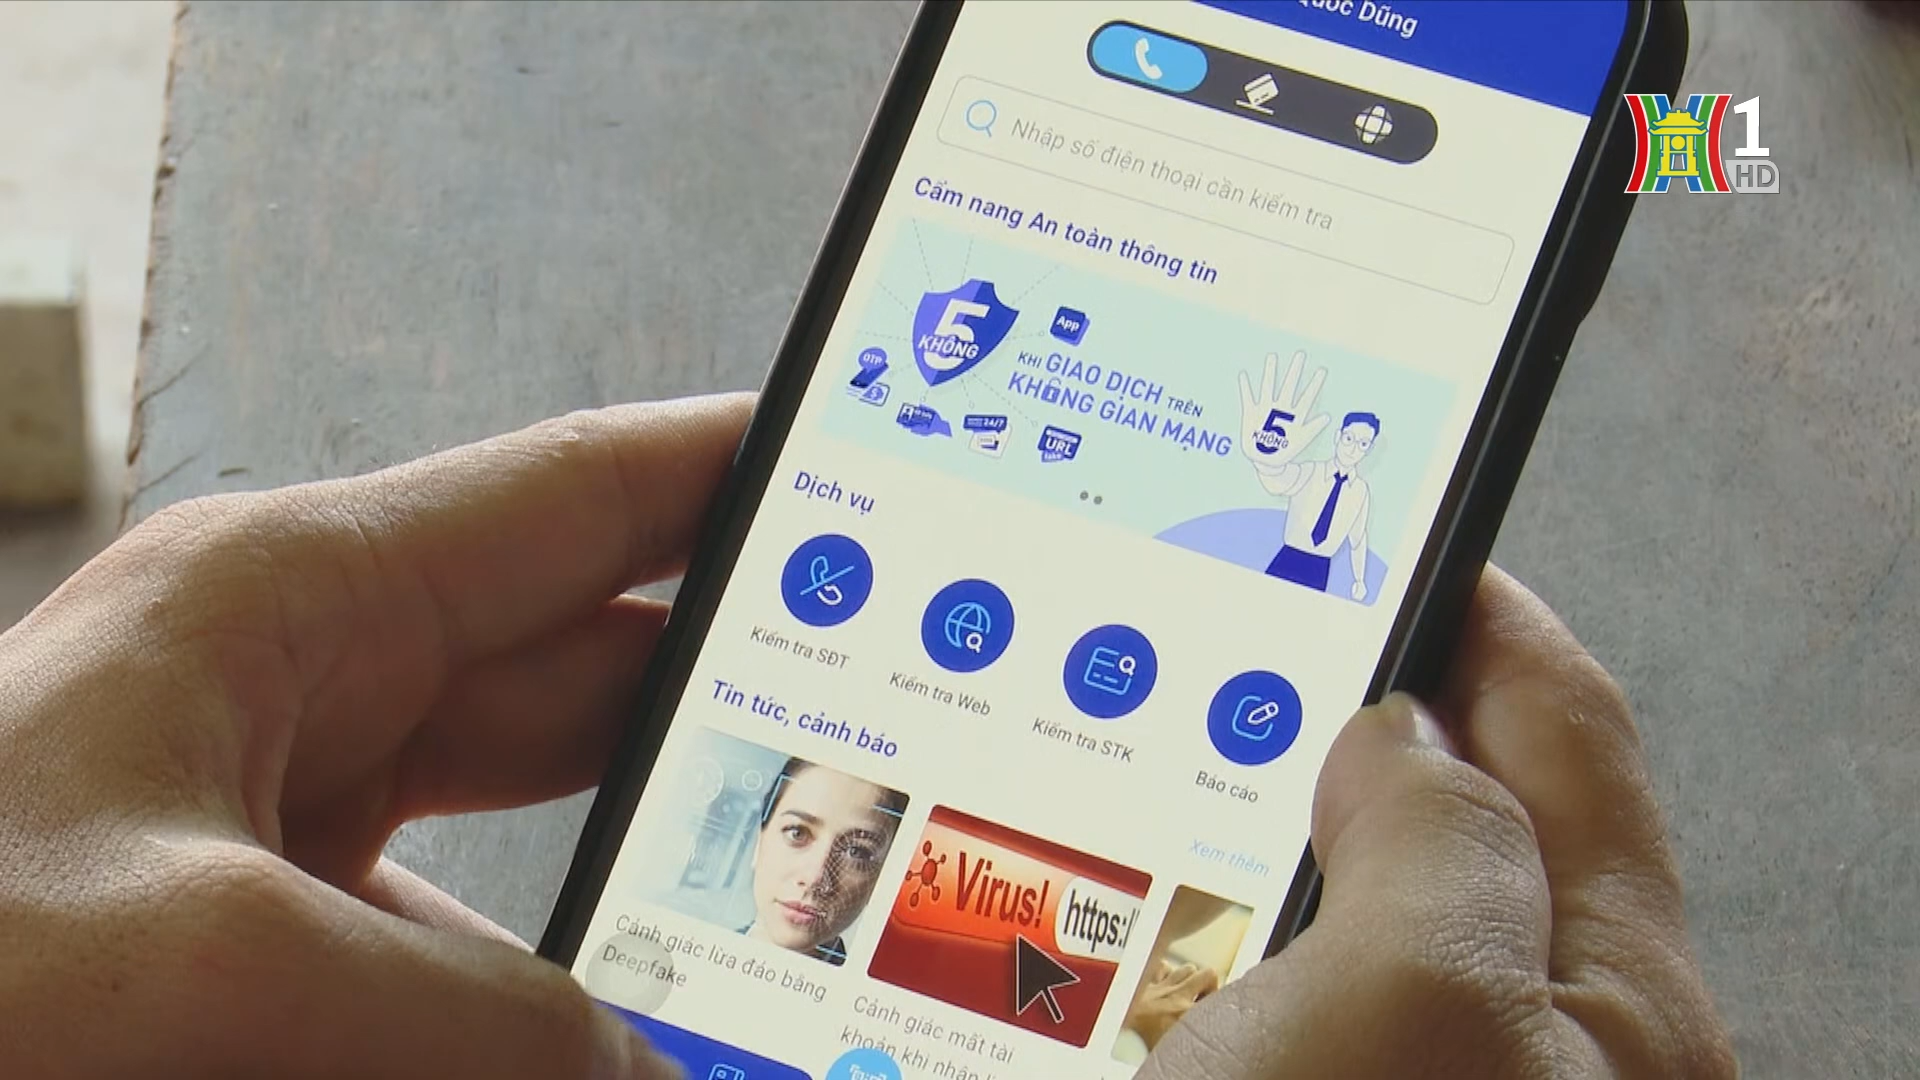 Quốc Dũng
1
HD
Nhập số điện thoại cần kiểm tra
Cẩm nang An toàn thông tin
5
KHÔNG
App
OTP
KHI GIAO DỊCH TRÊN
KHÔNG GIAN MẠNG
24/7
URL
5
KHÔNG
Dịch vụ
Kiểm tra SĐT
Kiểm tra Web
Kiểm tra STK
Báo cáo
Tin tức, cảnh báo
Xem thêm
Virus!
https:/
Cảnh giác lừa đảo bằng
Deepfake
Cảnh giác mất tài
khoản khi nhận